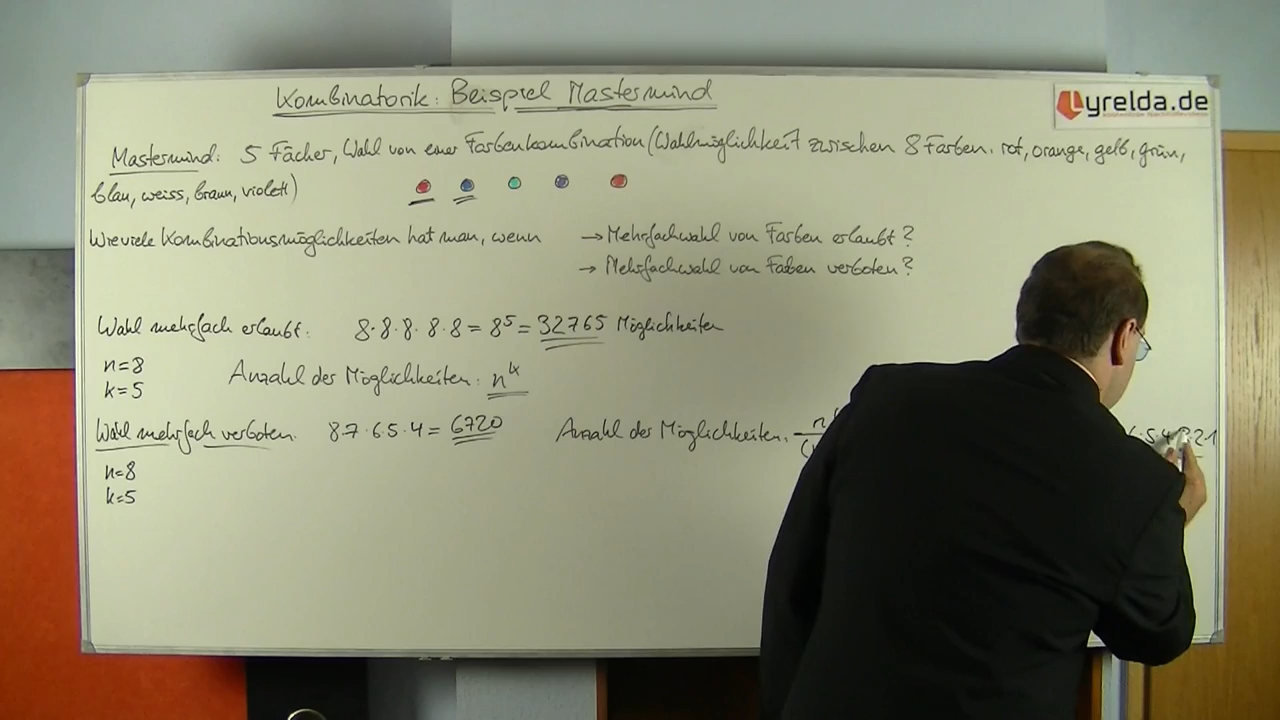 Kombinatorik: Beispiel Mastermind
yrelda.de
Mastermind: 5 Fächer, Wahl von einer Farbenkombination (Wahlmöglichkeit zwischen 8 Farben: rot, orange, gelb, grün,
blau, weiss, braun, violett)
Wieviele Kombinationsmöglichkeiten hat man, wenn → Mehrfachwahl von Farben erlaubt?
→ Mehrfachwahl von Farben verboten?
Wahl mehrfach erlaubt: 8·8·8·8·8 = 8⁵ = 32765 Möglichkeiten
n=8
k=5
Anzahl der Möglichkeiten: nᵏ
Wahl mehrfach verboten: 8·7·6·5·4 = 6720 Anzahl der Möglichkeiten:
n=8
k=5